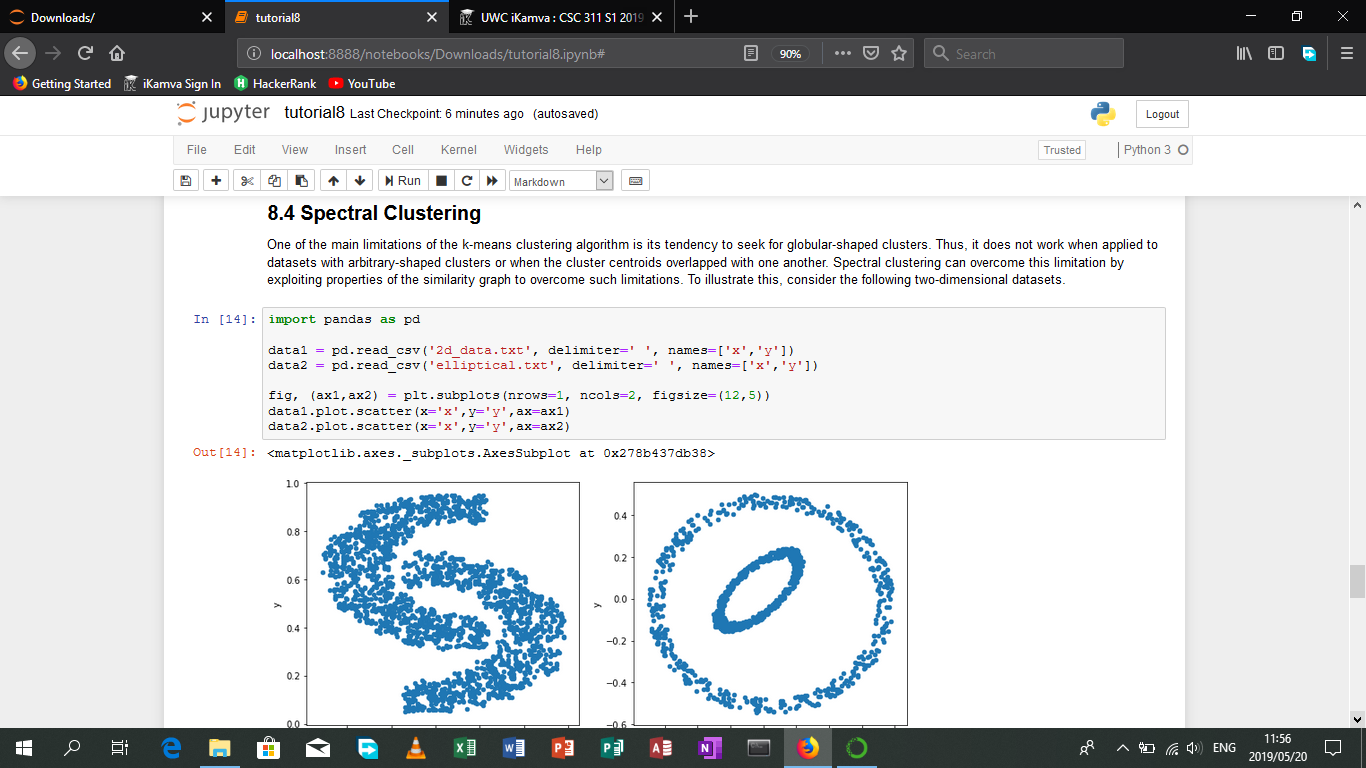 Downloads/
tutorial8
UWC iKamva : CSC 311 S1 2019
localhost:8888/notebooks/Downloads/tutorial8.ipynb#
90%
Search
Getting Started
iKamva Sign In
HackerRank
YouTube
jupyter
tutorial8 Last Checkpoint: 6 minutes ago (autosaved)
Logout
File Edit View Insert Cell Kernel Widgets Help
Trusted
Python 3
Run
Markdown
8.4 Spectral Clustering
One of the main limitations of the k-means clustering algorithm is its tendency to seek for globular-shaped clusters. Thus, it does not work when applied to
datasets with arbitrary-shaped clusters or when the cluster centroids overlapped with one another. Spectral clustering can overcome this limitation by
exploiting properties of the similarity graph to overcome such limitations. To illustrate this, consider the following two-dimensional datasets.
In [14]: import pandas as pd
data1 = pd.read_csv('2d_data.txt', delimiter=' ', names=['x','y'])
data2 = pd.read_csv('elliptical.txt', delimiter=' ', names=['x','y'])
fig, (ax1,ax2) = plt.subplots(nrows=1, ncols=2, figsize=(12,5))
data1.plot.scatter(x='x',y='y',ax=ax1)
data2.plot.scatter(x='x',y='y',ax=ax2)
Out[14]: <matplotlib.axes._subplots.AxesSubplot at 0x278b437db38>
1.0
0.8
0.6
0.4
0.2
0.0
y
0.4
0.2
0.0
−0.2
−0.4
−0.6
y
ENG
11:56
2019/05/20